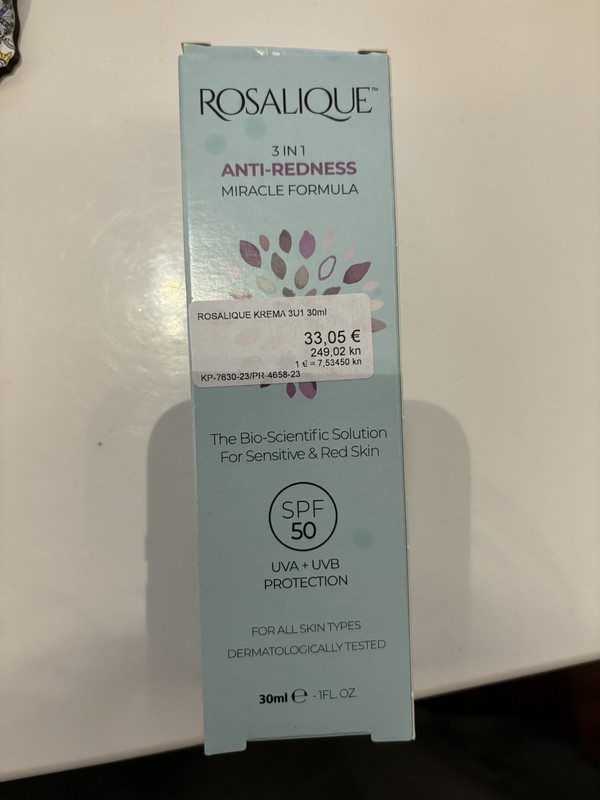 ROSALIQUE™
3 IN 1
ANTI-REDNESS
MIRACLE FORMULA
ROSALIQUE KREMA 3U1 30ml
33,05 €
249,02 kn
1 € = 7,53450 kn
KP-7630-23/PR-4658-23
The Bio-Scientific Solution
For Sensitive & Red Skin
SPF
50
UVA + UVB
PROTECTION
FOR ALL SKIN TYPES
DERMATOLOGICALLY TESTED
30ml ℮ - 1FL. OZ.